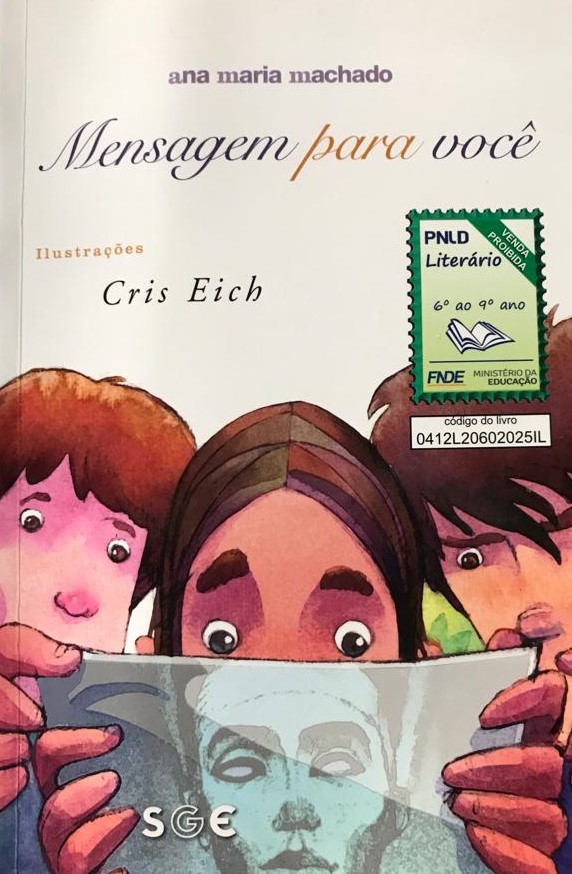 ana maria machado
Mensagem para você
Ilustrações
Cris Eich
PNLD
Literário
VENDA
PROIBIDA
6º ao 9º ano
FNDE
MINISTÉRIO DA
EDUCAÇÃO
código do livro
0412L20602025IL
SGE